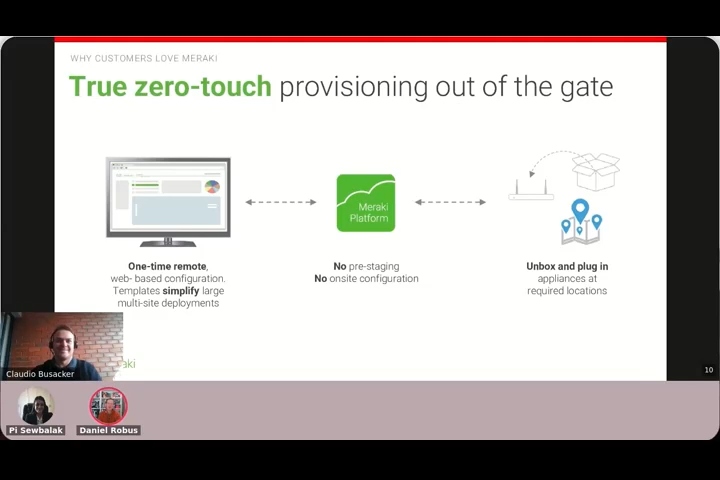 WHY CUSTOMERS LOVE MERAKI
True zero-touch provisioning out of the gate
Meraki
Platform
One-time remote,
web- based configuration.
Templates simplify large
multi-site deployments
No pre-staging
No onsite configuration
Unbox and plug in
appliances at
required locations
aki
Claudio Busacker
10
Pi Sewbalak
Daniel Robus